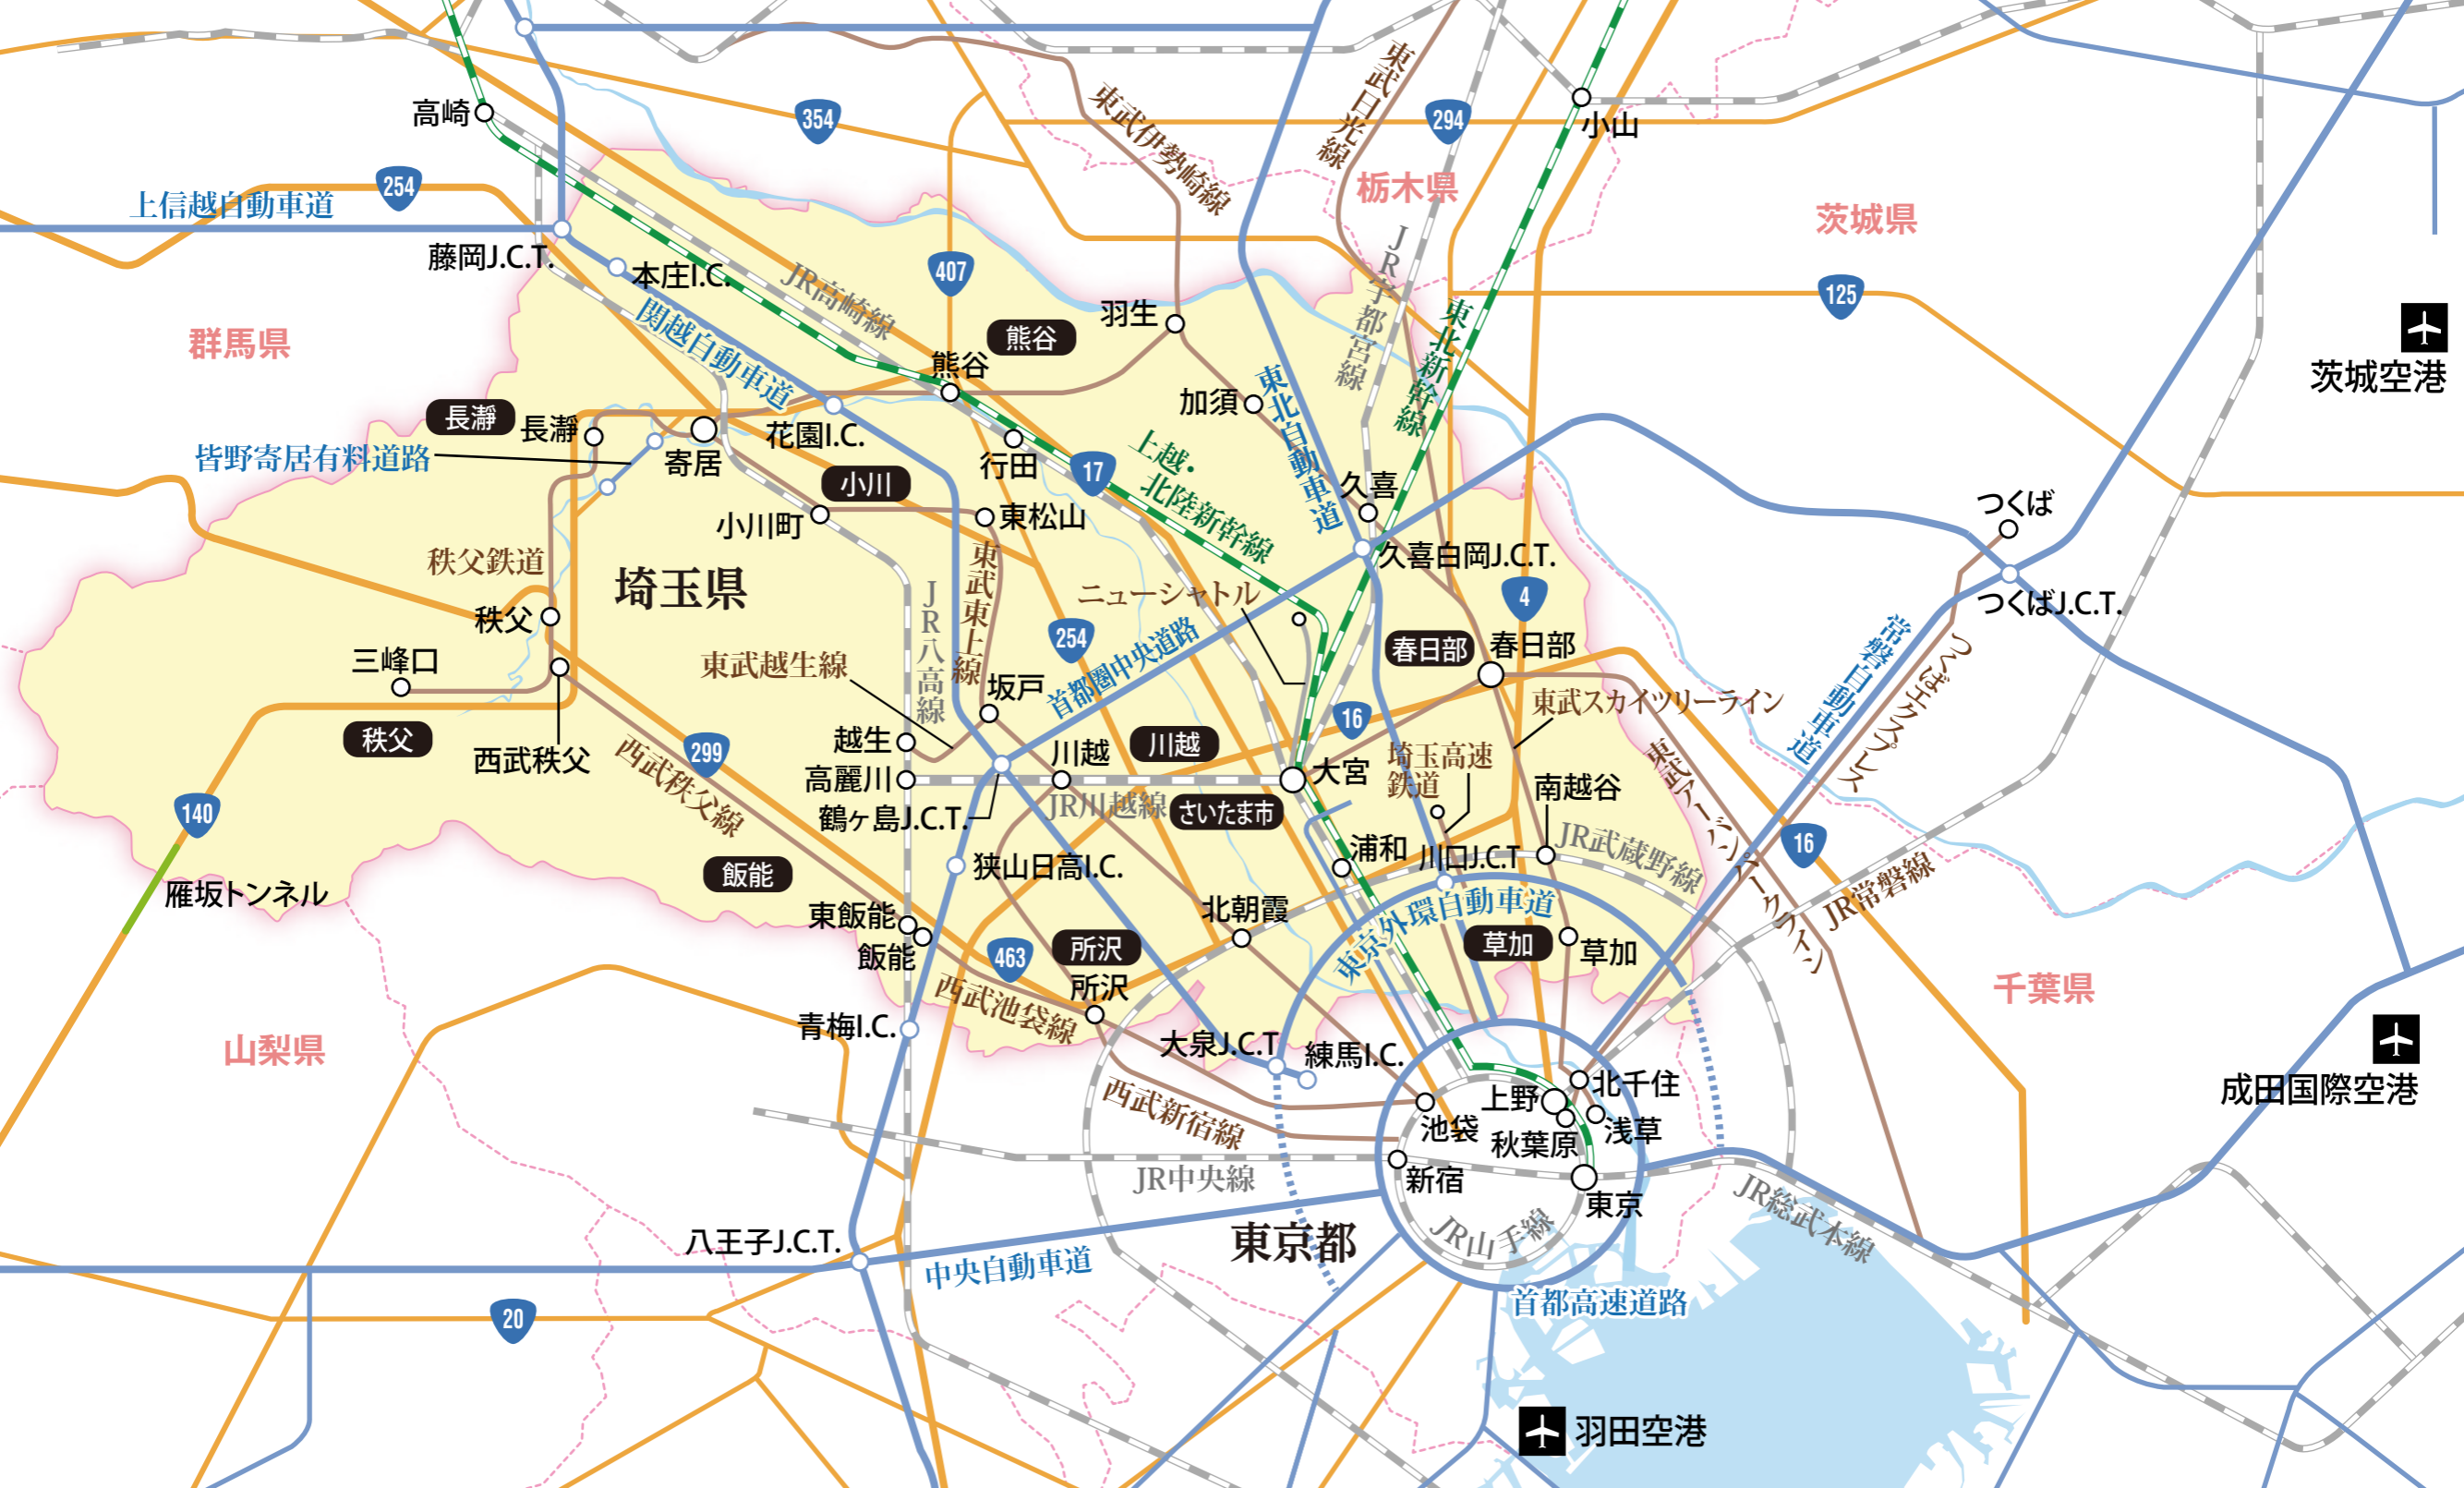 高崎
354
294
小山
東武伊勢崎線
東武日光線
254
上信越自動車道
栃木県
茨城県
藤岡J.C.T.
本庄I.C.
JR高崎線
407
JR宇都宮線
125
群馬県
関越自動車道
熊谷
熊谷
羽生
東北新幹線
茨城空港
長瀞
長瀞
加須
東北自動車道
皆野寄居有料道路
寄居
花園I.C.
行田
17
上越・
北陸新幹線
小川
久喜
つくば
小川町
東松山
秩父鉄道
埼玉県
東武東上線
久喜白岡J.C.T.
JR八高線
ニューシャトル
4
つくばJ.C.T.
秩父
254
首都圏中央道路
春日部
春日部
常磐自動車道
つくばエクスプレス
三峰口
東武越生線
坂戸
東武スカイツリーライン
秩父
西武秩父
西武秩父線
299
越生
川越
川越
16
埼玉高速
鉄道
東武アーバンパークライン
高麗川
大宮
南越谷
140
鶴ヶ島J.C.T.
JR川越線
さいたま市
浦和
川口J.C.T
JR武蔵野線
16
雁坂トンネル
飯能
狭山日高I.C.
JR常磐線
東飯能
北朝霞
東京外環自動車道
飯能
463
所沢
所沢
草加
草加
千葉県
西武池袋線
青梅I.C.
山梨県
大泉J.C.T
練馬I.C.
成田国際空港
西武新宿線
上野
北千住
池袋
秋葉原
浅草
JR中央線
新宿
東京
JR総武本線
東京都
JR山手線
八王子J.C.T.
中央自動車道
首都高速道路
20
羽田空港